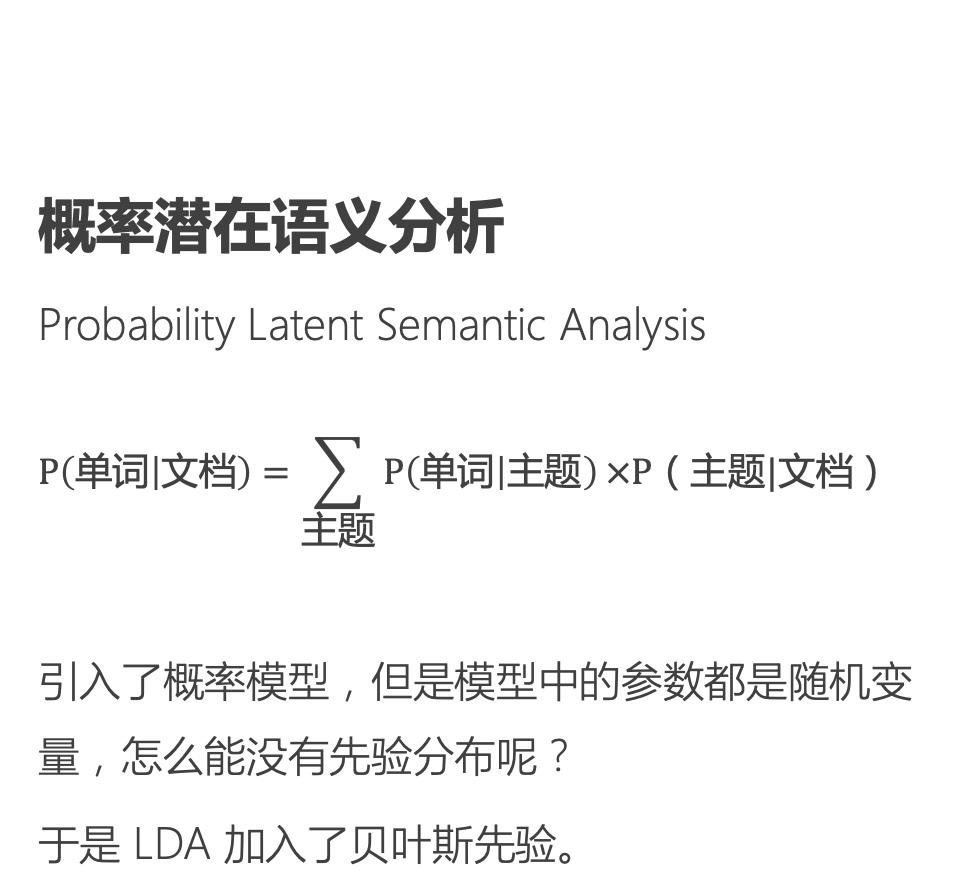 概率潜在语义分析
Probability Latent Semantic Analysis
P(单词|文档) = ∑ P(单词|主题) ×P（主题|文档）
主题
引入了概率模型，但是模型中的参数都是随机变
量，怎么能没有先验分布呢？
于是 LDA 加入了贝叶斯先验。